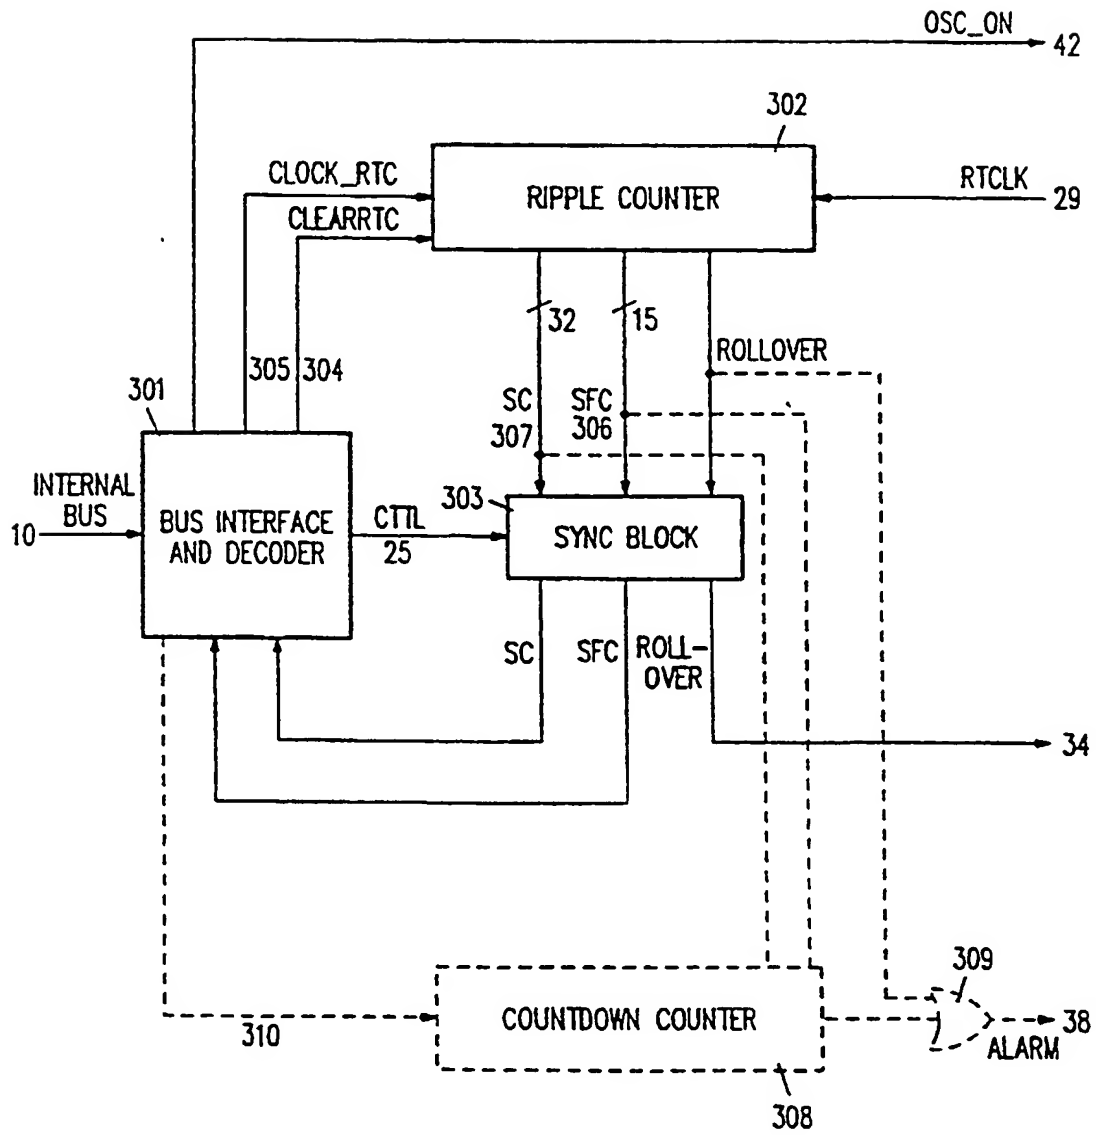 OSC_ON
42
302
CLOCK_RTC
RIPPLE COUNTER
RTCLK
29
CLEARRTC
32
15
305
304
ROLLOVER
301
SC
307
SFC
306
INTERNAL
BUS
10
BUS INTERFACE
AND DECODER
CTTL
25
303
SYNC BLOCK
SC
SFC
ROLL-
OVER
34
309
COUNTDOWN COUNTER
310
38
ALARM
308